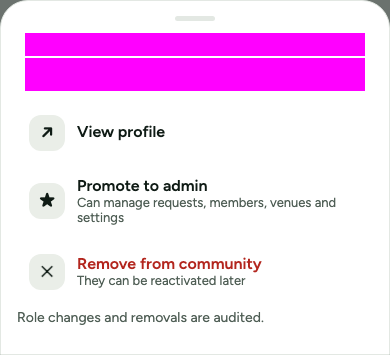 View profile
Promote to admin
Can manage requests, members, venues and
settings
Remove from community
They can be reactivated later
Role changes and removals are audited.